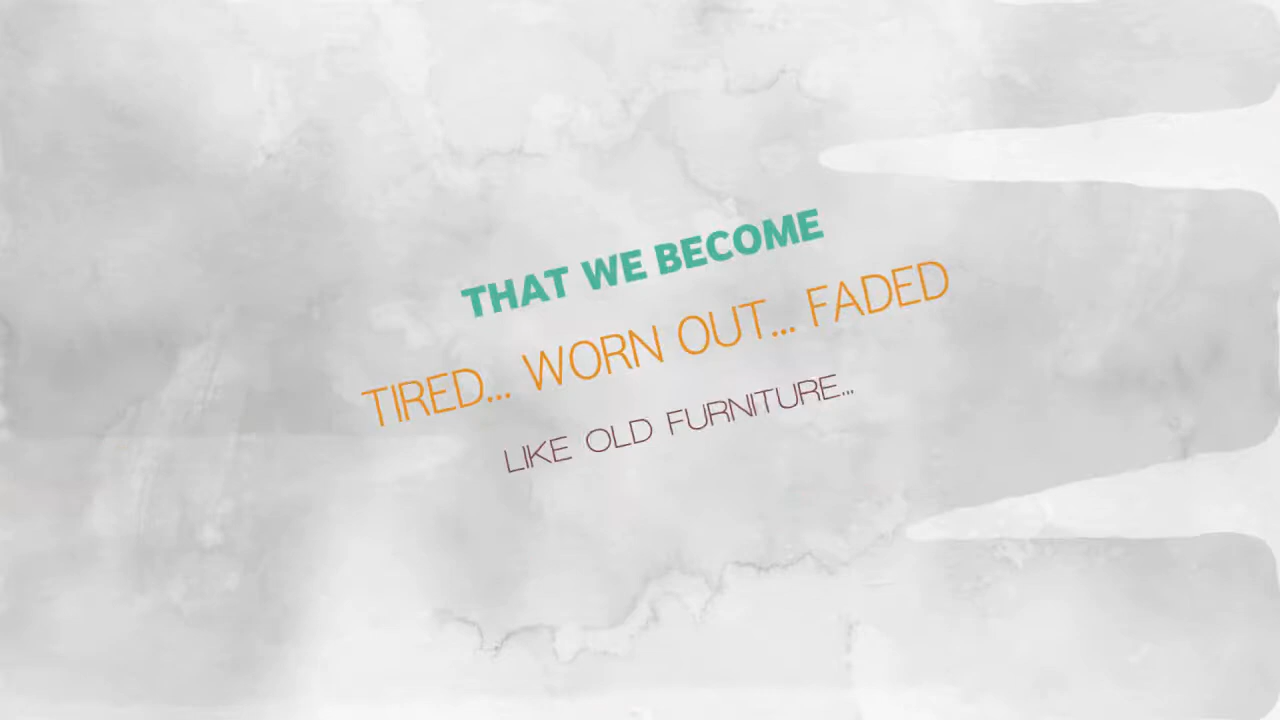 THAT WE BECOME
TIRED... WORN OUT... FADED
LIKE OLD FURNITURE...